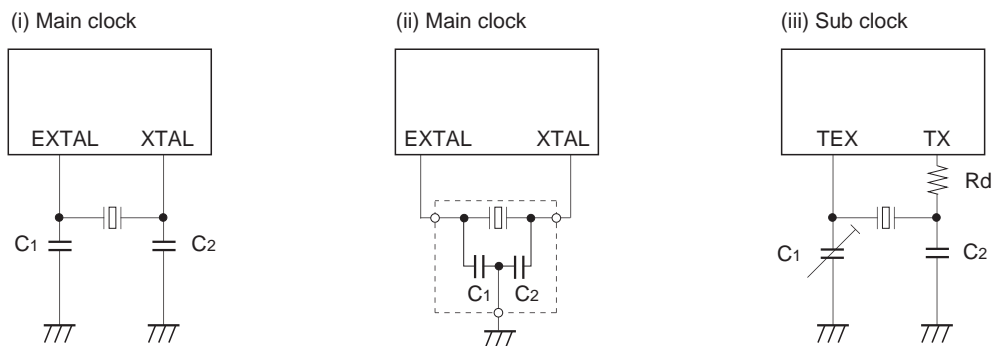 (i) Main clock
EXTAL XTAL
C1
C2
(ii) Main clock
EXTAL XTAL
C1 C2
(iii) Sub clock
TEX TX
Rd
C1
C2